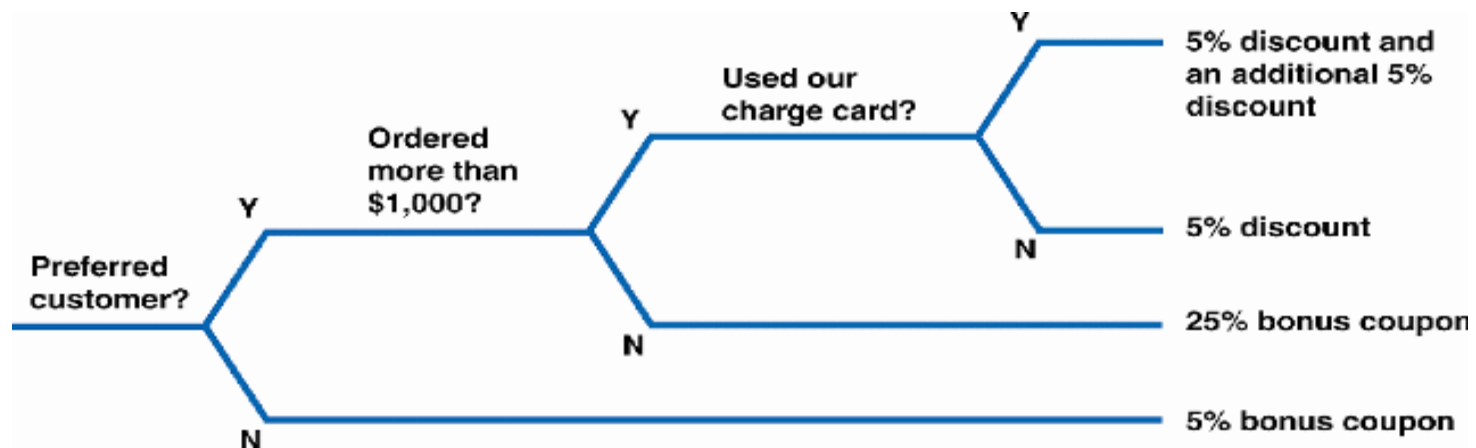 Y
5% discount and
an additional 5%
discount
Used our
charge card?
Y
Ordered
more than
$1,000?
Y
N
5% discount
Preferred
customer?
N
25% bonus coupon
N
5% bonus coupon